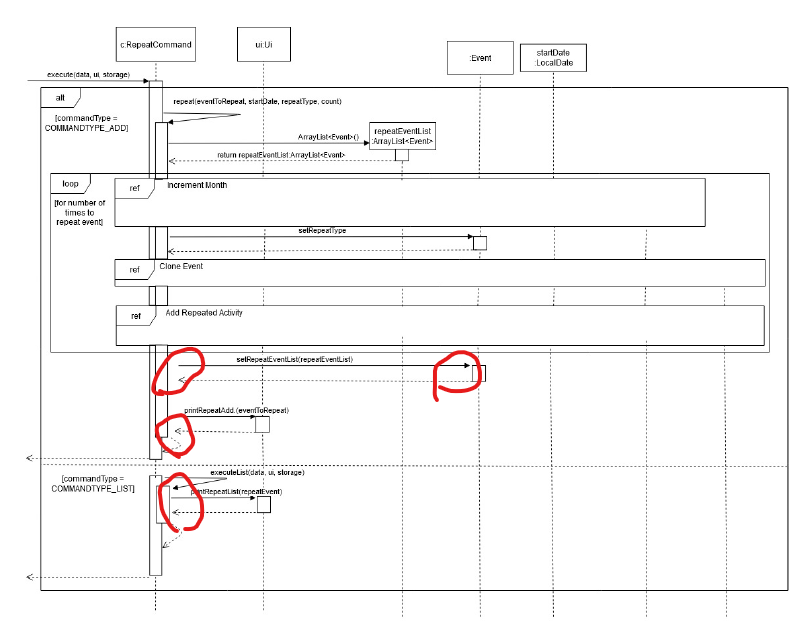 c:RepeatCommand
ui:Ui
:Event
startDate
:LocalDate
execute(data, ui, storage)
alt
[commandType =
COMMANDTYPE_ADD]
repeat(eventToRepeat, startDate, repeatType, count)
ArrayList<Event>()
repeatEventList
:ArrayList<Event>
return repeatEventList:ArrayList<Event>
loop
[for number of
times to
repeat event]
ref
Increment Month
setRepeatType
ref
Clone Event
ref
Add Repeated Activity
setRepeatEventList(repeatEventList)
printRepeatAdd.(eventToRepeat)
[commandType =
COMMANDTYPE_LIST]
executeList(data, ui, storage)
printRepeatList(repeatEvent)